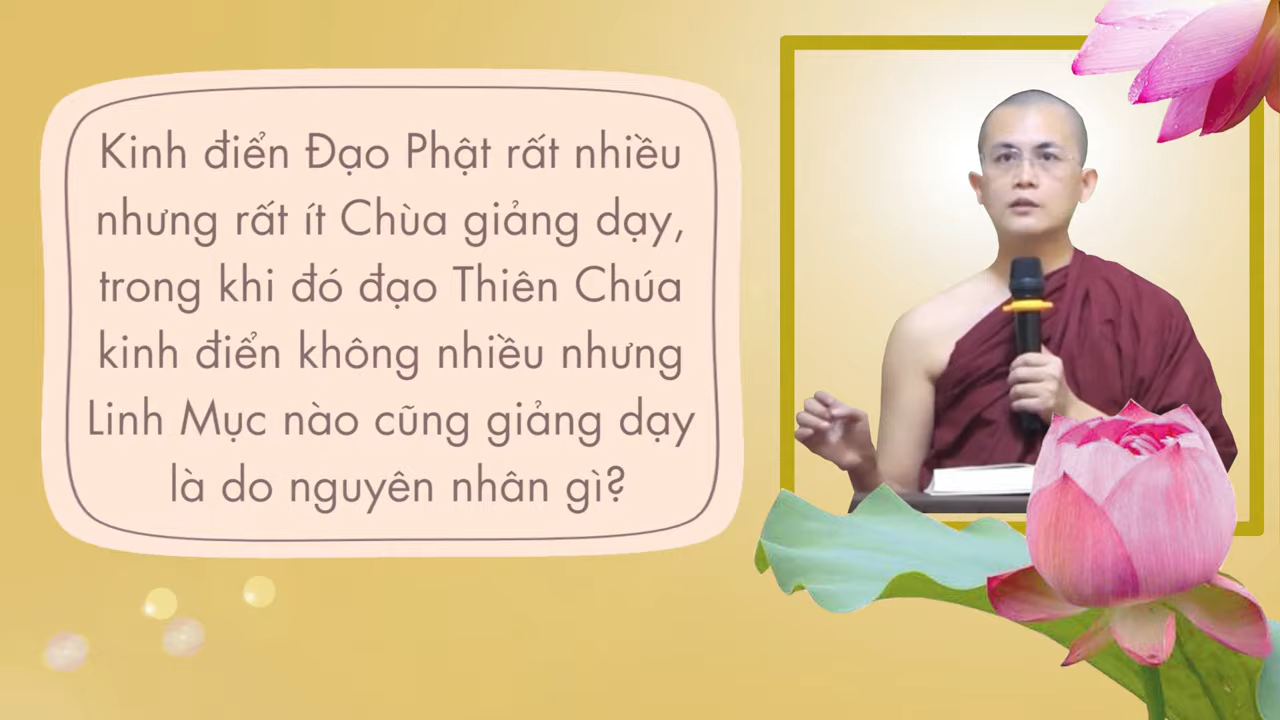 Kinh điển Đạo Phật rất nhiều
nhưng rất ít Chùa giảng dạy,
trong khi đó đạo Thiên Chúa
kinh điển không nhiều nhưng
Linh Mục nào cũng giảng dạy
là do nguyên nhân gì?